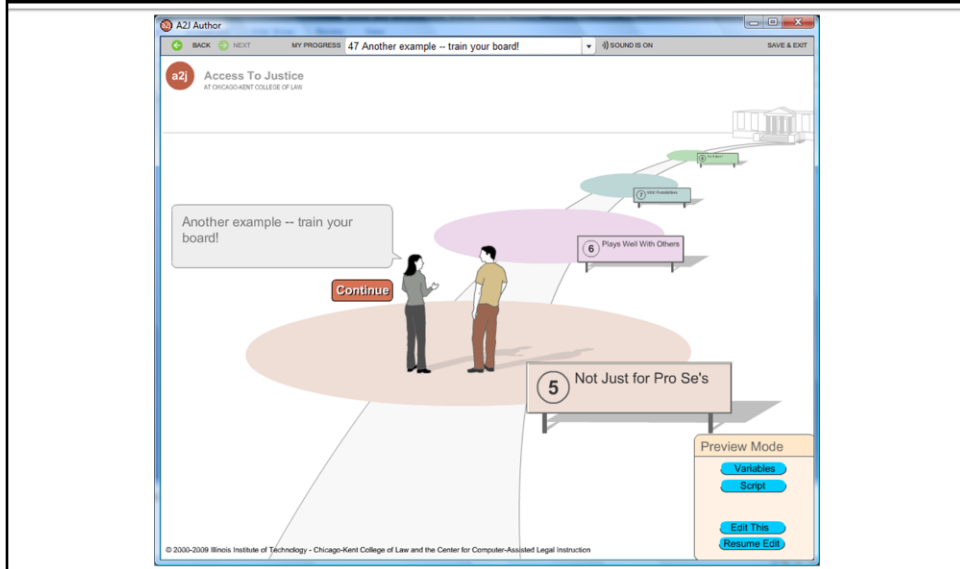 A2J Author
BACK NEXT MY PROGRESS 47 Another example -- train your board! SOUND IS ON SAVE & EXIT
a2j Access To Justice
AT CHICAGO-KENT COLLEGE OF LAW
7
6 Plays Well With Others
Another example -- train your
board!
Continue
5 Not Just for Pro Se's
Preview Mode
Variables
Script
Edit This
Resume Edit
© 2000-2009 Illinois Institute of Technology - Chicago-Kent College of Law and the Center for Computer-Assisted Legal Instruction